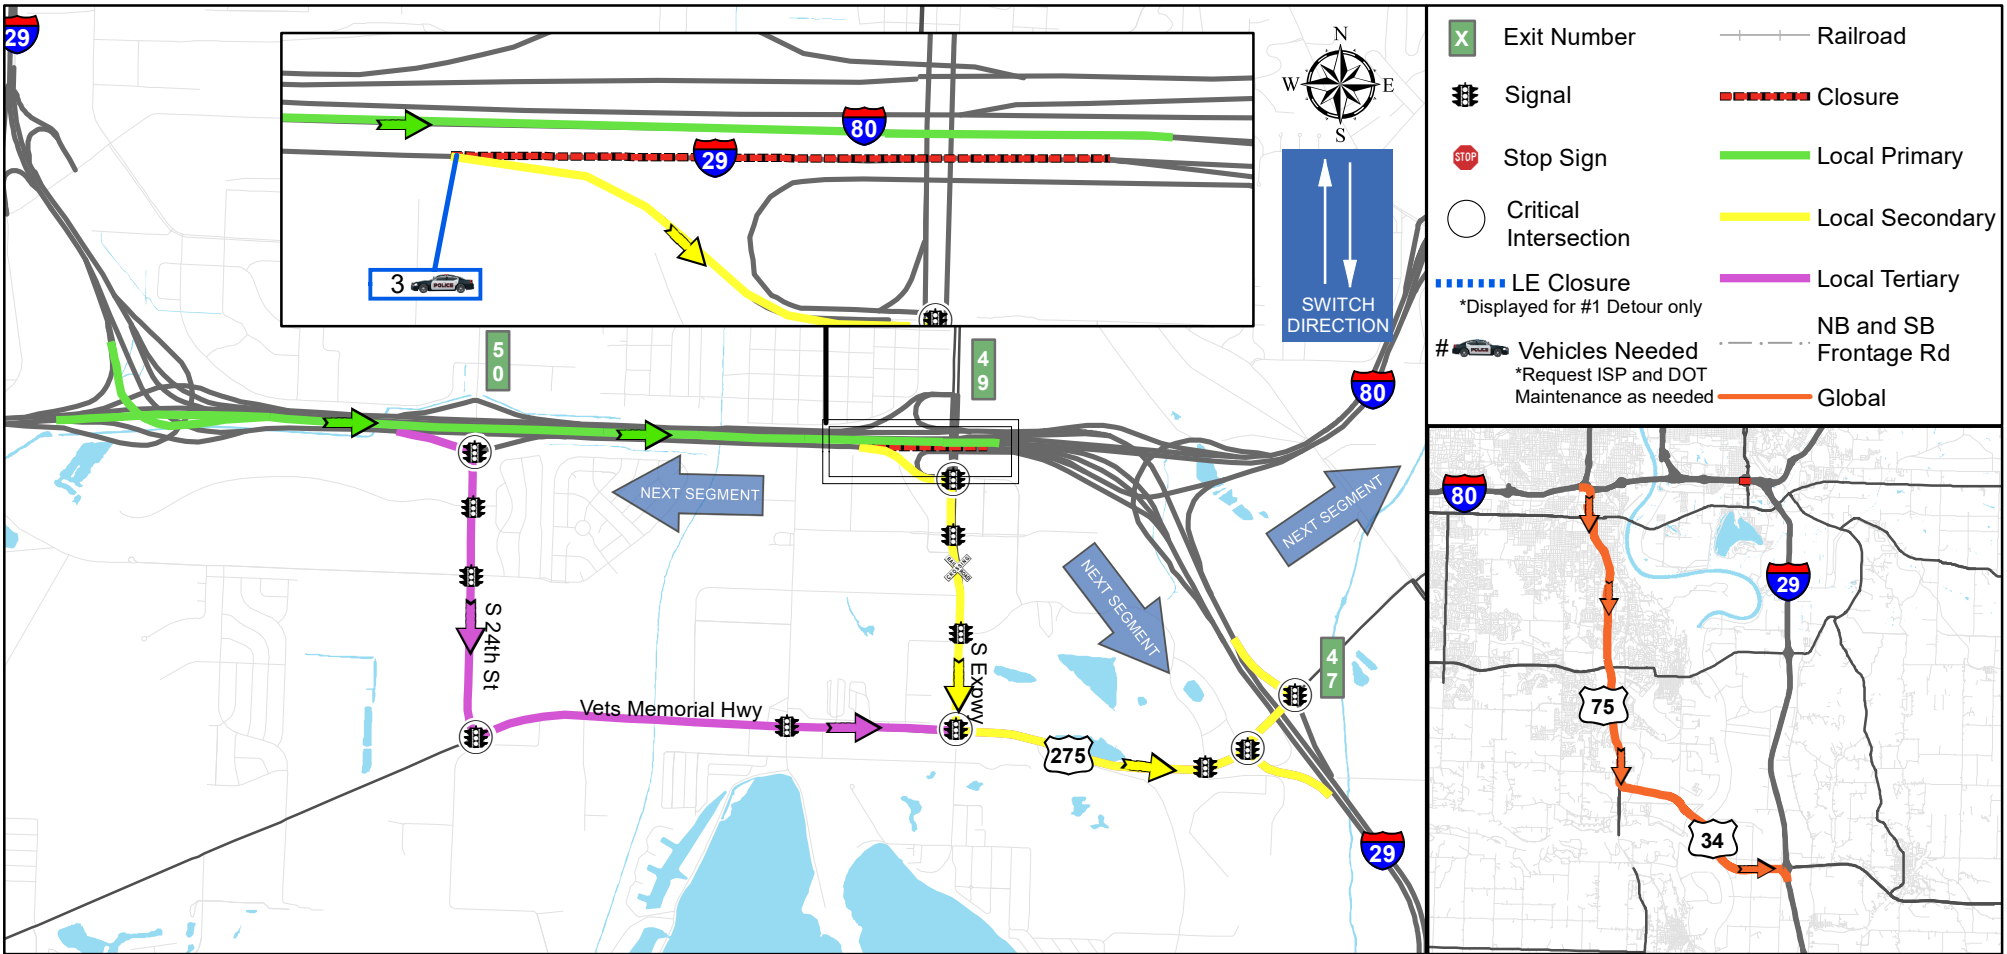 29
80
29
3
POLICE
N
W
E
S
SWITCH
DIRECTION
5
0
4
9
80
NEXT SEGMENT
NEXT SEGMENT
NEXT SEGMENT
S 24th St
S Expwy
Vets Memorial Hwy
275
4
7
29
X
Exit Number
Signal
STOP
Stop Sign
Critical
Intersection
LE Closure
*Displayed for #1 Detour only
#
POLICE
Vehicles Needed
*Request ISP and DOT
Maintenance as needed
Railroad
Closure
Local Primary
Local Secondary
Local Tertiary
NB and SB
Frontage Rd
Global
80
29
75
34